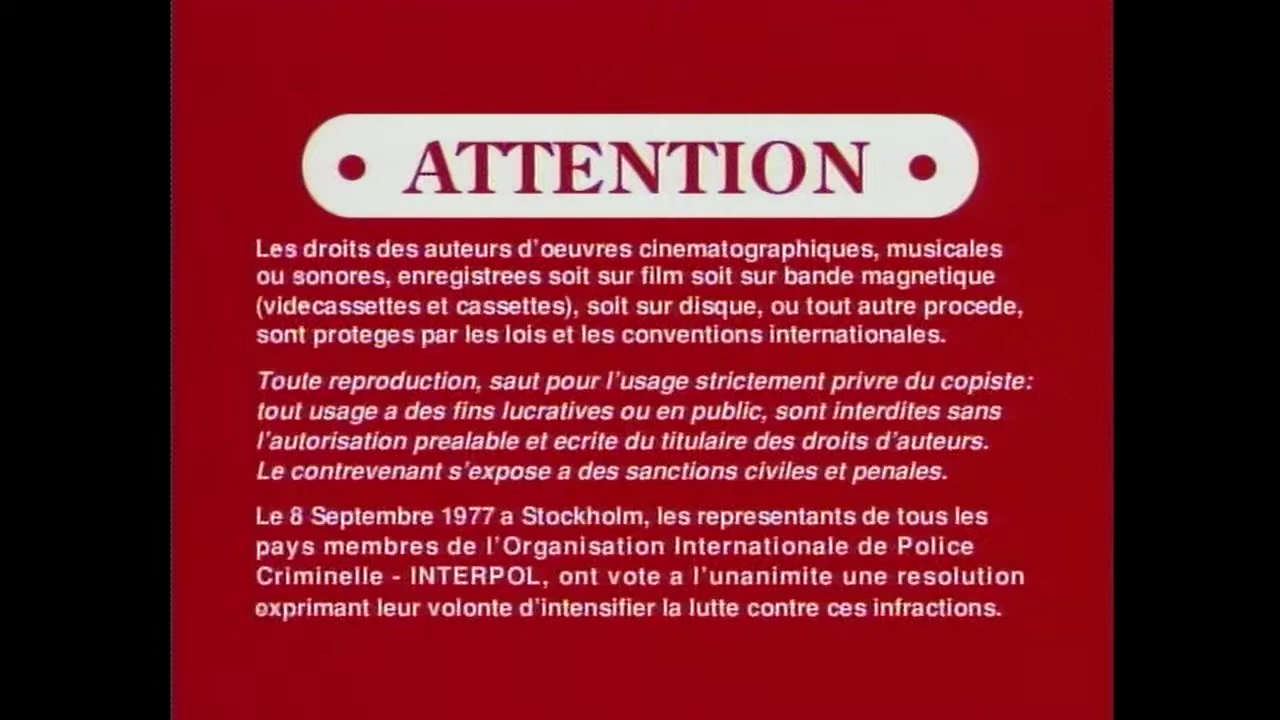 • ATTENTION •
Les droits des auteurs d'oeuvres cinematographiques, musicales
ou sonores, enregistrees soit sur film soit sur bande magnetique
(videcassettes et cassettes), soit sur disque, ou tout autre procede,
sont proteges par les lois et les conventions internationales.
Toute reproduction, saut pour l'usage strictement privre du copiste:
tout usage a des fins lucratives ou en public, sont interdites sans
l'autorisation prealable et ecrite du titulaire des droits d'auteurs.
Le contrevenant s'expose a des sanctions civiles et penales.
Le 8 Septembre 1977 a Stockholm, les representants de tous les
pays membres de l'Organisation Internationale de Police
Criminelle - INTERPOL, ont vote a l'unanimite une resolution
exprimant leur volonte d'intensifier la lutte contre ces infractions.